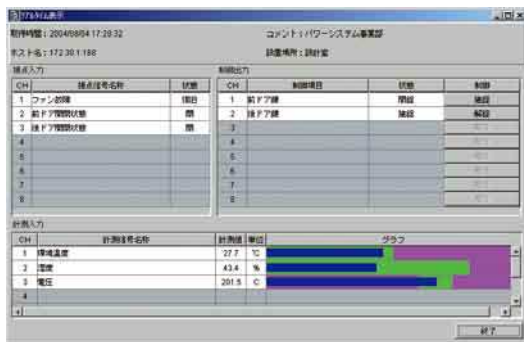 リアルタイム表示
取得時間：2004/08/04 17:28:32
コメント：パワーシステム事業部
ホスト名：172.30.1.198
設置場所：設計室
接点入力
制御出力
CH 接点信号名称 状態
CH 制御項目 状態 制御
1 ファン故障 復旧
1 前ドア錠 閉錠 施錠
2 前ドア開閉状態 閉
2 後ドア錠 施錠 解錠
3 後ドア開閉状態 閉
3
4
4
5
5
6
6
7
7
8
8
計測入力
CH 計測信号名称 計測値 単位 グラフ
1 環境温度 27.7 ℃
2 湿度 43.4 %
3 電圧 201.5 C
4
終了